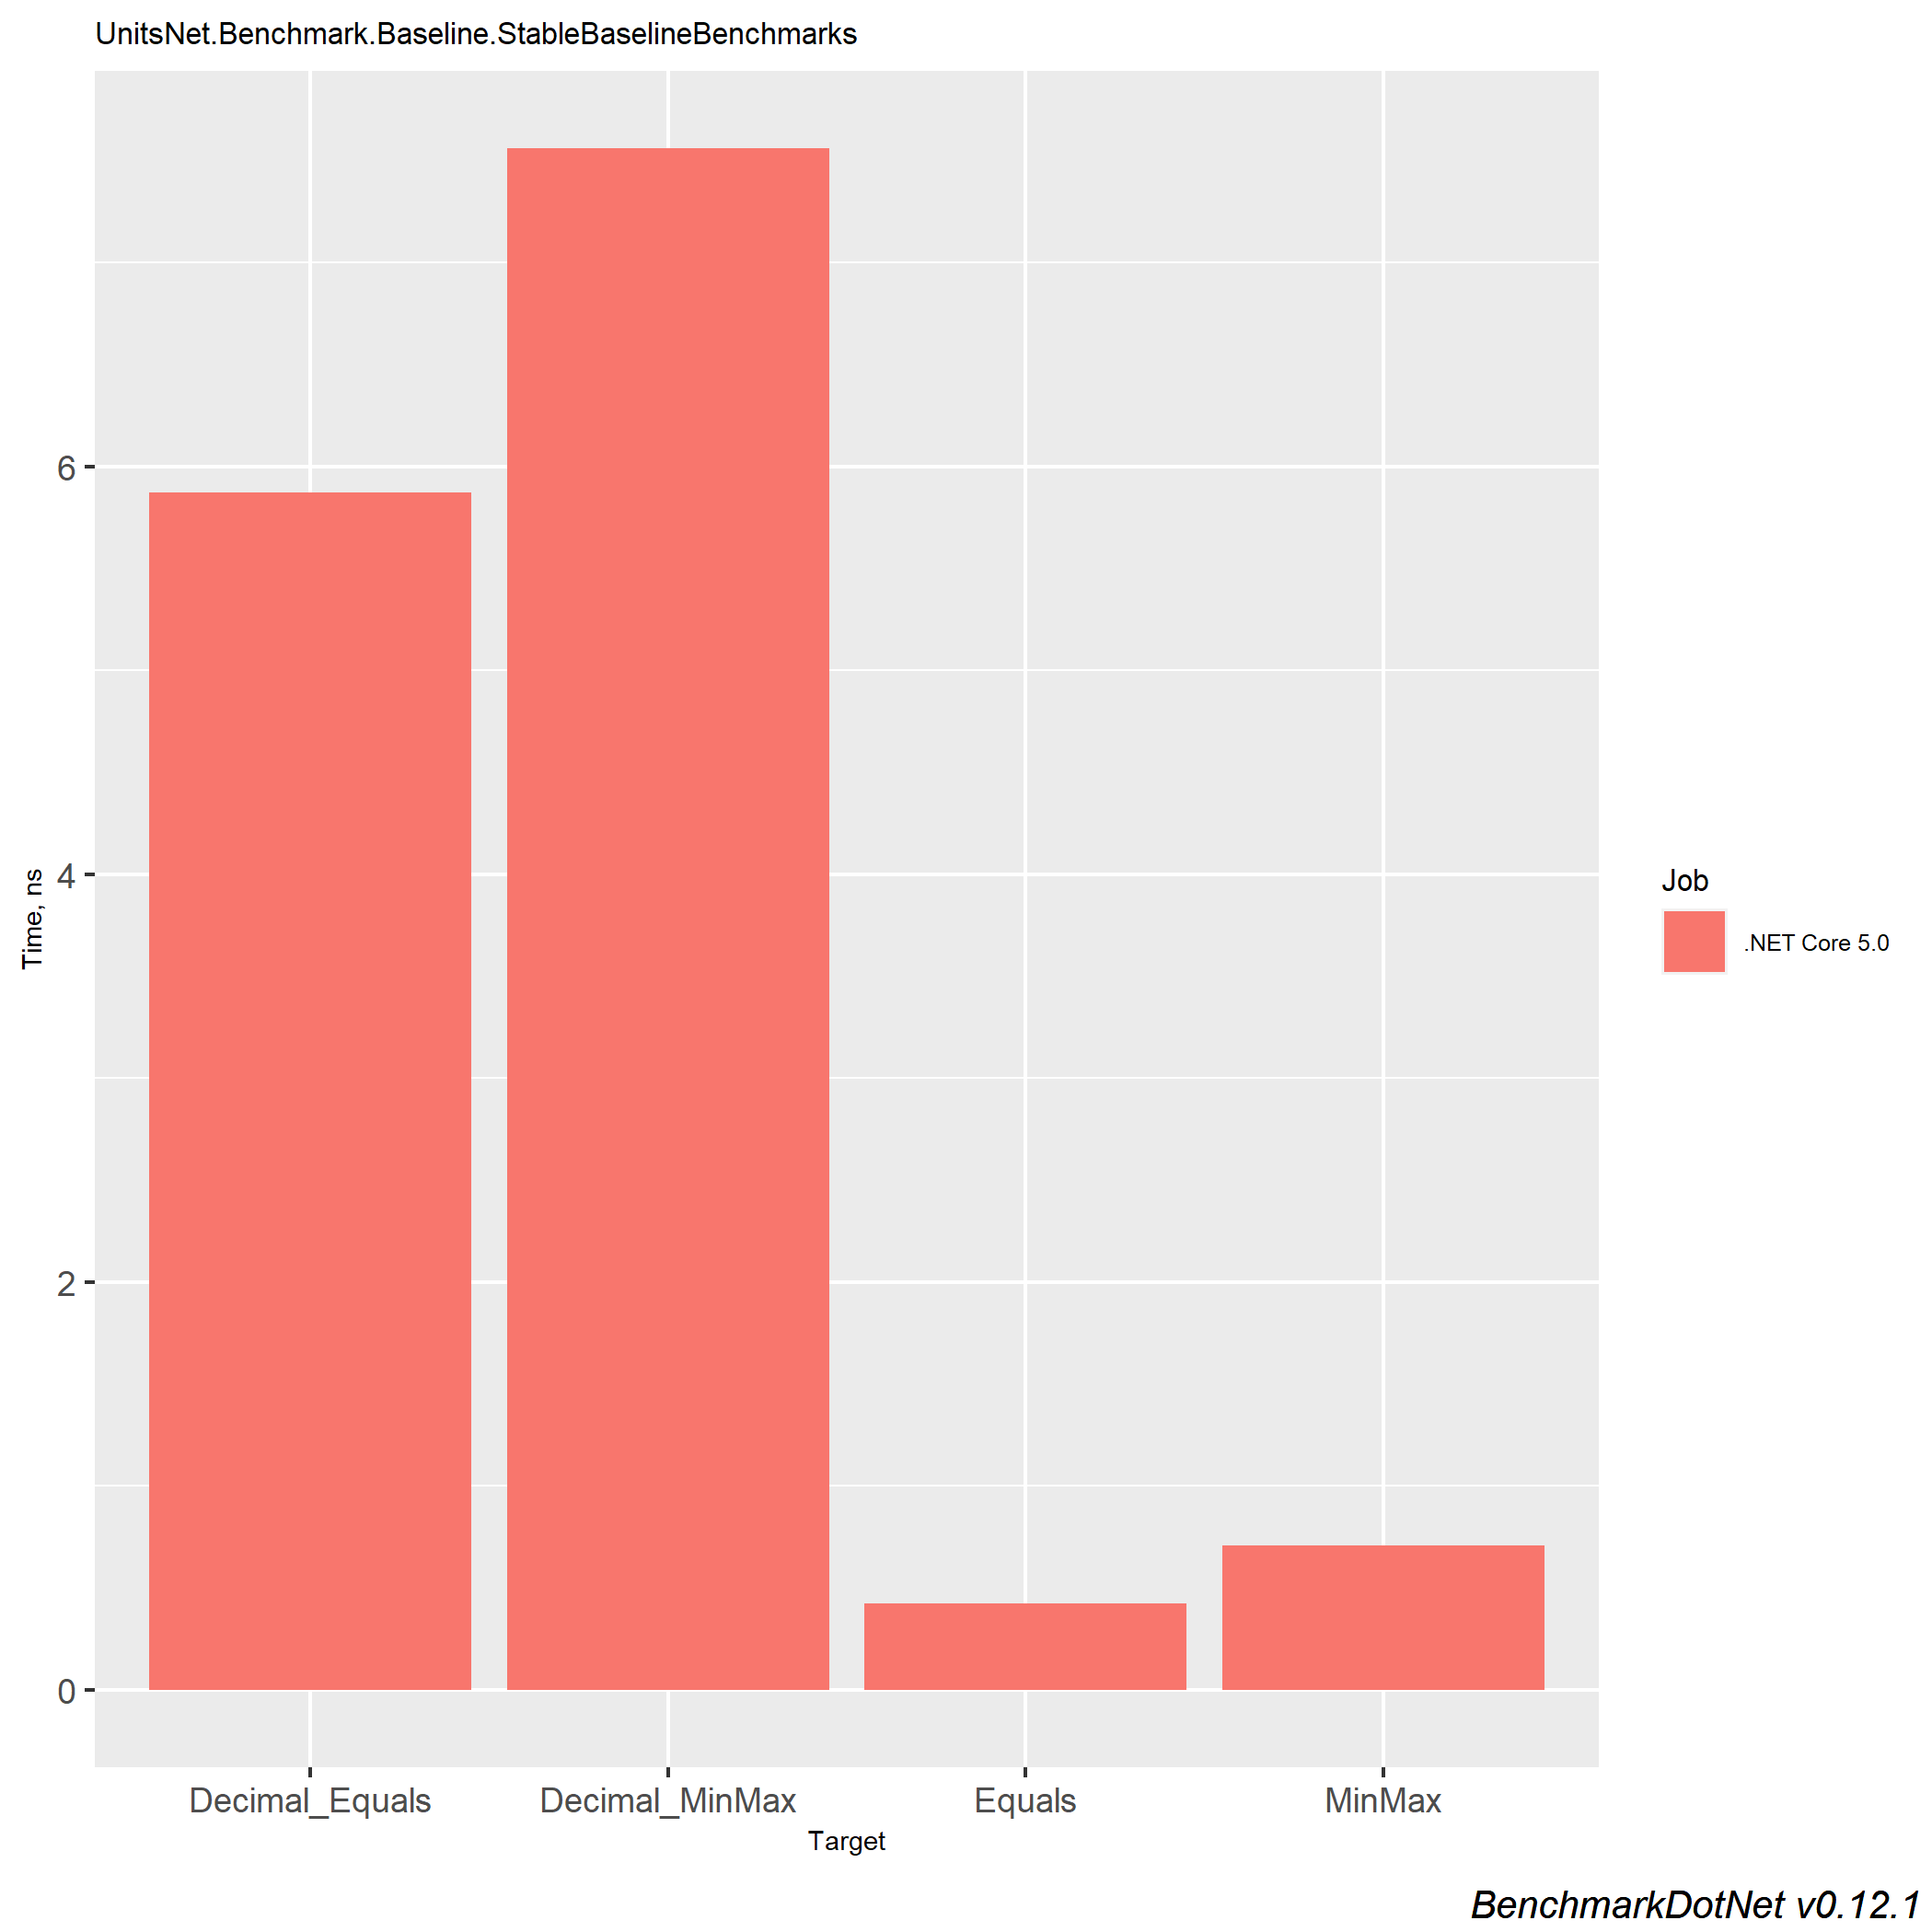 UnitsNet.Benchmark.Baseline.StableBaselineBenchmarks
Time, ns
6
4
2
0
Decimal_Equals
Decimal_MinMax
Equals
MinMax
Target
Job
.NET Core 5.0
BenchmarkDotNet v0.12.1